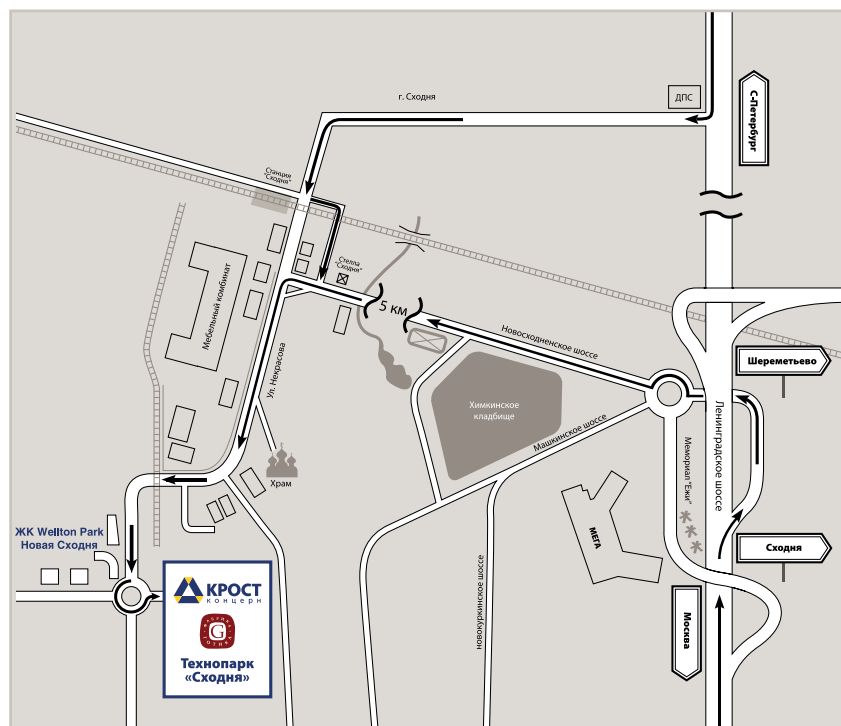 г. Сходня
ДПС
С-Петербург
Станция
"Сходня"
Стелла
"Сходня"
Мебельный комбинат
5 км
Новосходненское шоссе
Шереметьево
Ул. Некрасова
Химкинское
кладбище
Ленинградское шоссе
Машкинское шоссе
Мемориал "Ежи"
Храм
МЕГА
ЖК Wellton Park
Новая Сходня
Сходня
новокуркинское шоссе
Москва
КРОСТ
КОНЦЕРН
ФАБРИКА
G
ГОТИКА
Технопарк
«Сходня»